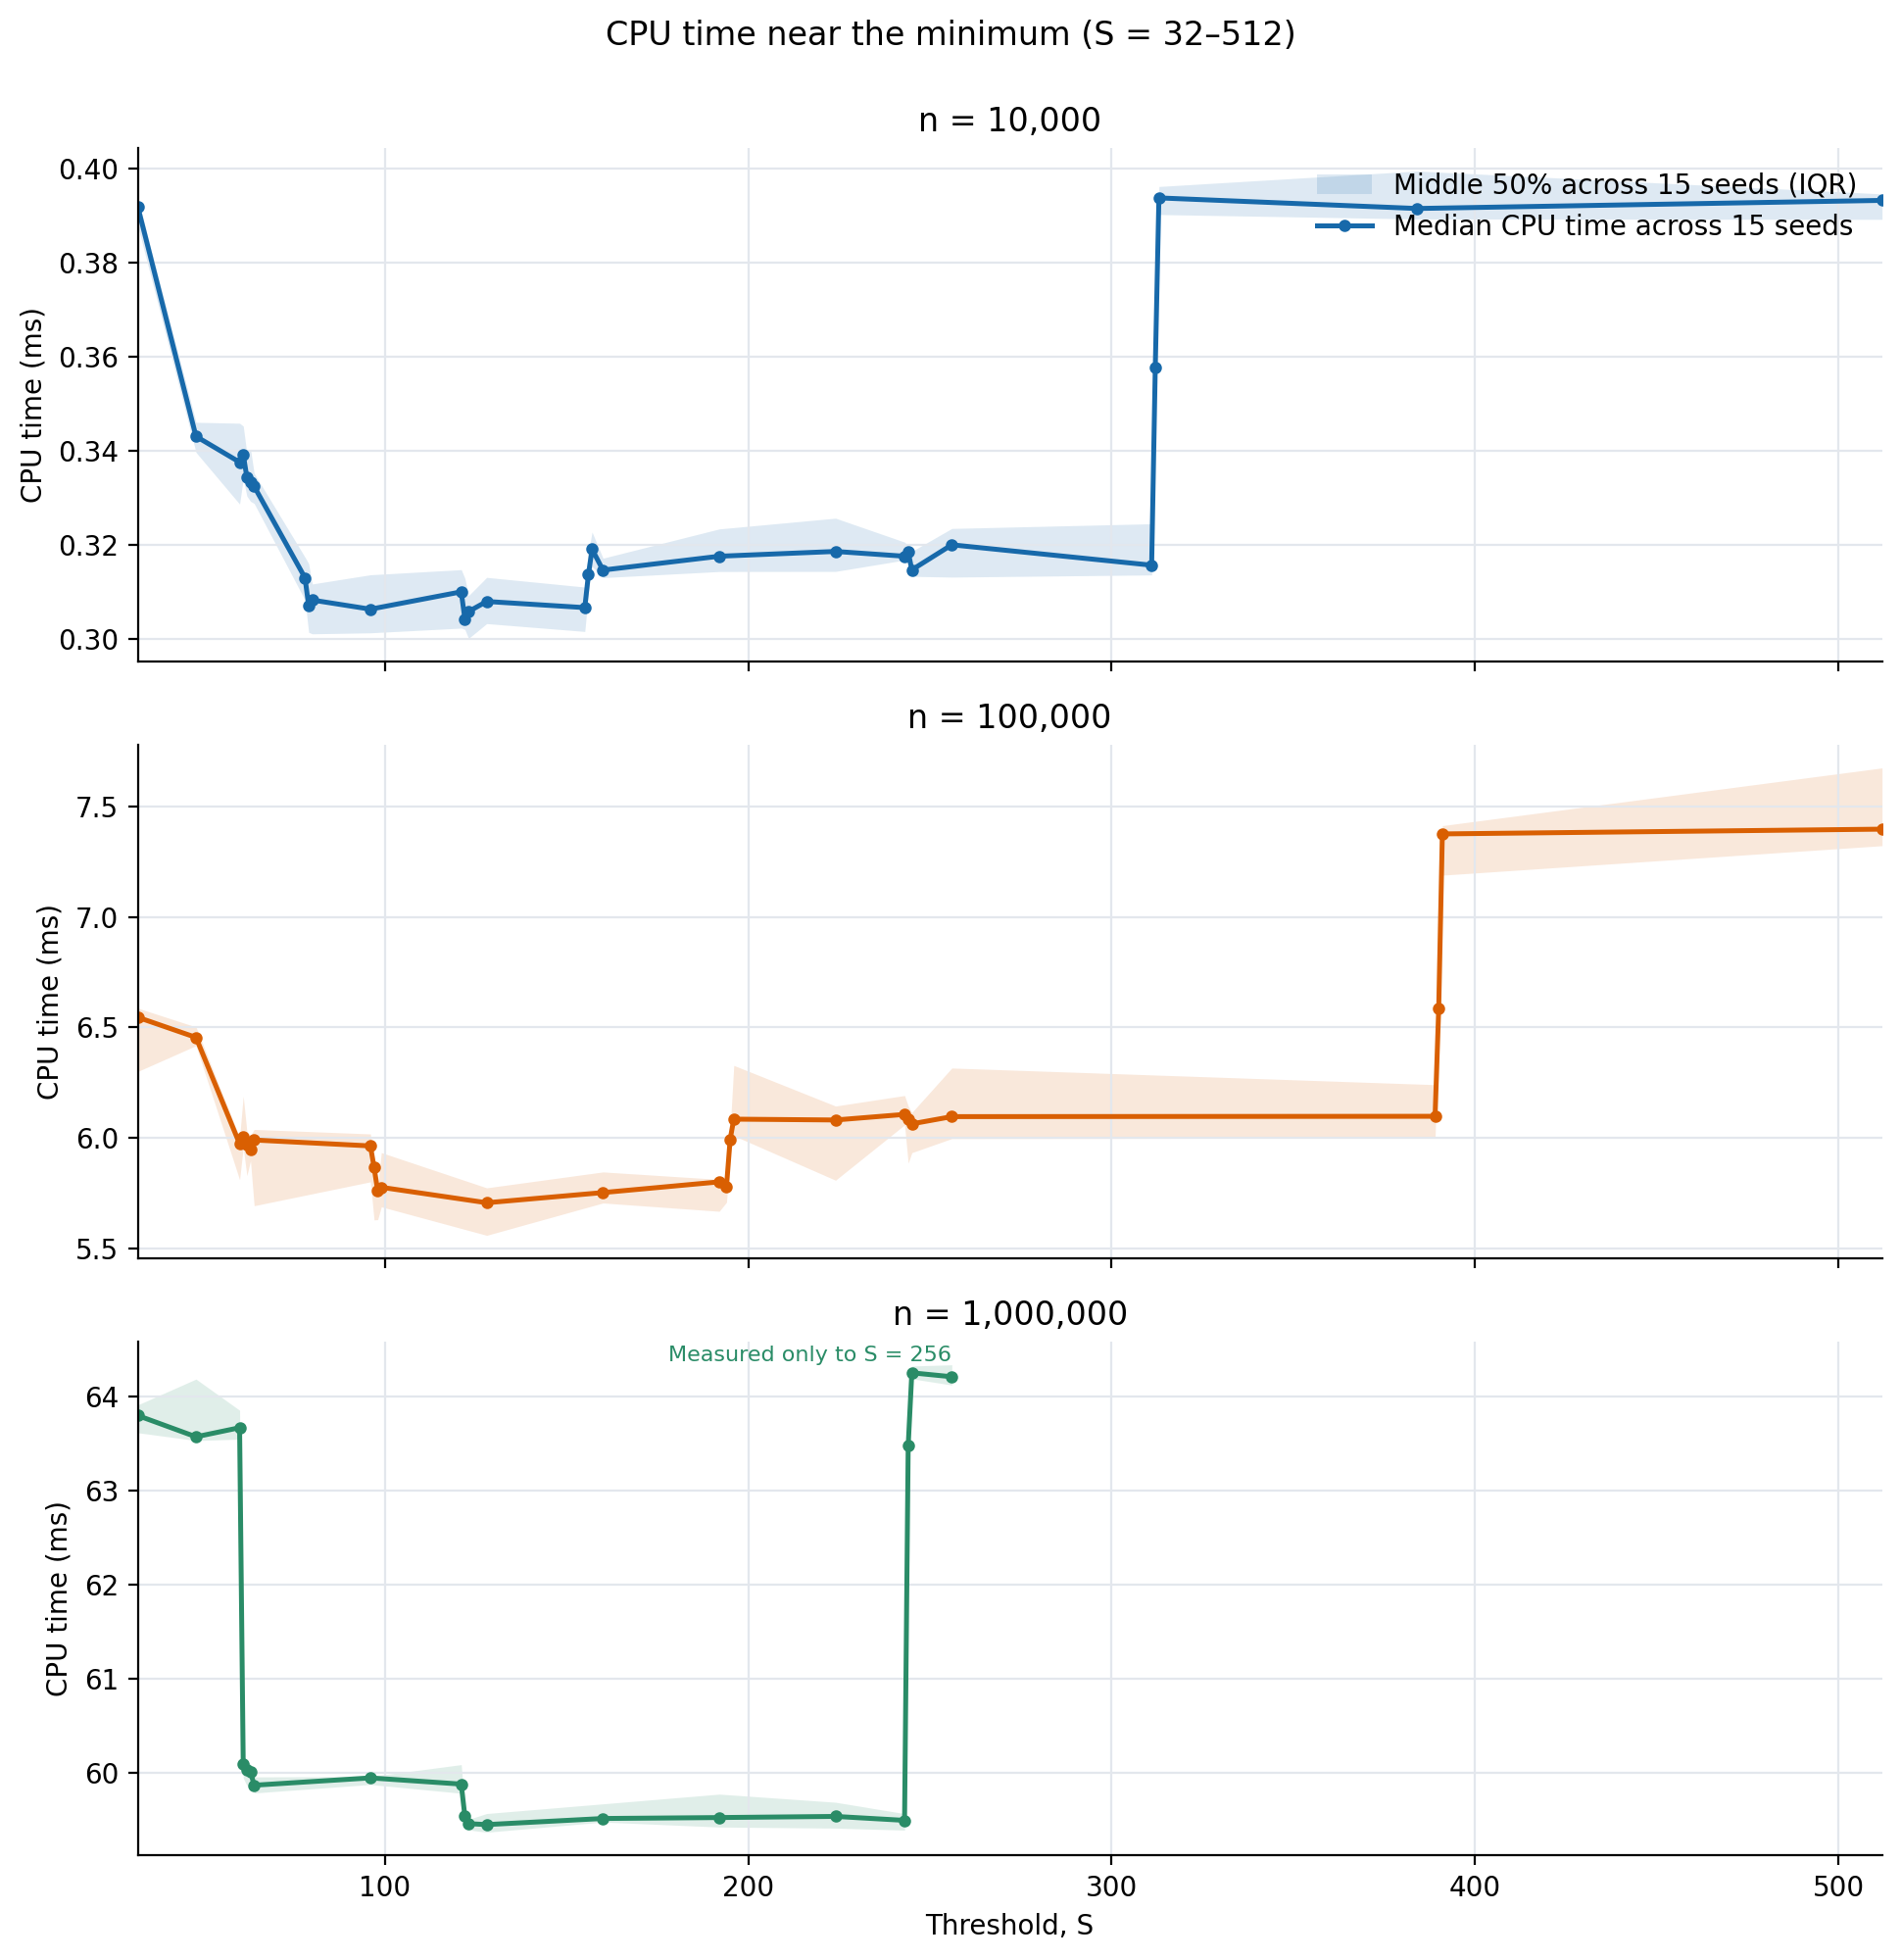 CPU time near the minimum (S = 32–512)
n = 10,000
0.40
0.38
0.36
0.34
0.32
0.30
CPU time (ms)
Middle 50% across 15 seeds (IQR)
Median CPU time across 15 seeds
n = 100,000
7.5
7.0
6.5
6.0
5.5
CPU time (ms)
n = 1,000,000
Measured only to S = 256
64
63
62
61
60
CPU time (ms)
100 200 300 400 500
Threshold, S